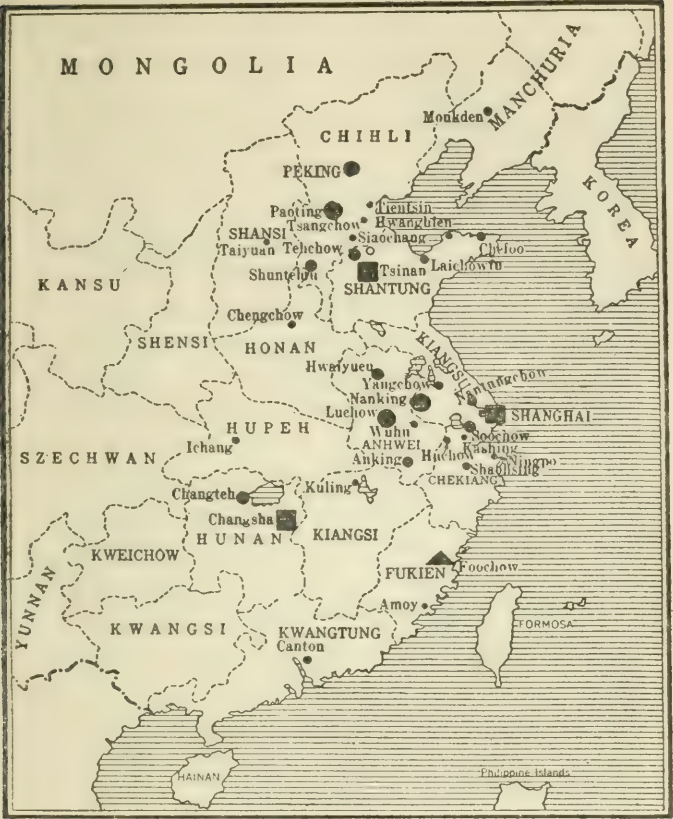 MONGOLIA
MANCHURIA
Moukden
CHIHLI
PEKING
KOREA
Paoting
Tientsin
Tsangchow
Hwanghien
SHANSI
Siaochang
Taiyuan
Tehchow
Chefoo
Laichowfu
KANSU
Shuntehfu
Tsinan
SHANTUNG
Chengchow
SHENSI
HONAN
KIANGSU
Hwaiyuen
Yangchow
Nantungchou
Nanking
Luchow
SHANGHAI
HUPEH
Wuhu
Soochow
Ichang
ANHWEI
Kashing
SZECHWAN
Anking
Huchow
Ningpo
Shaohsing
CHEKIANG
Changteh
Kuling
Changsha
HUNAN
KIANGSI
KWEICHOW
FUKIEN
Foochow
YUNNAN
Amoy
KWANGSI
KWANGTUNG
FORMOSA
Canton
HAINAN
Philippine Islands